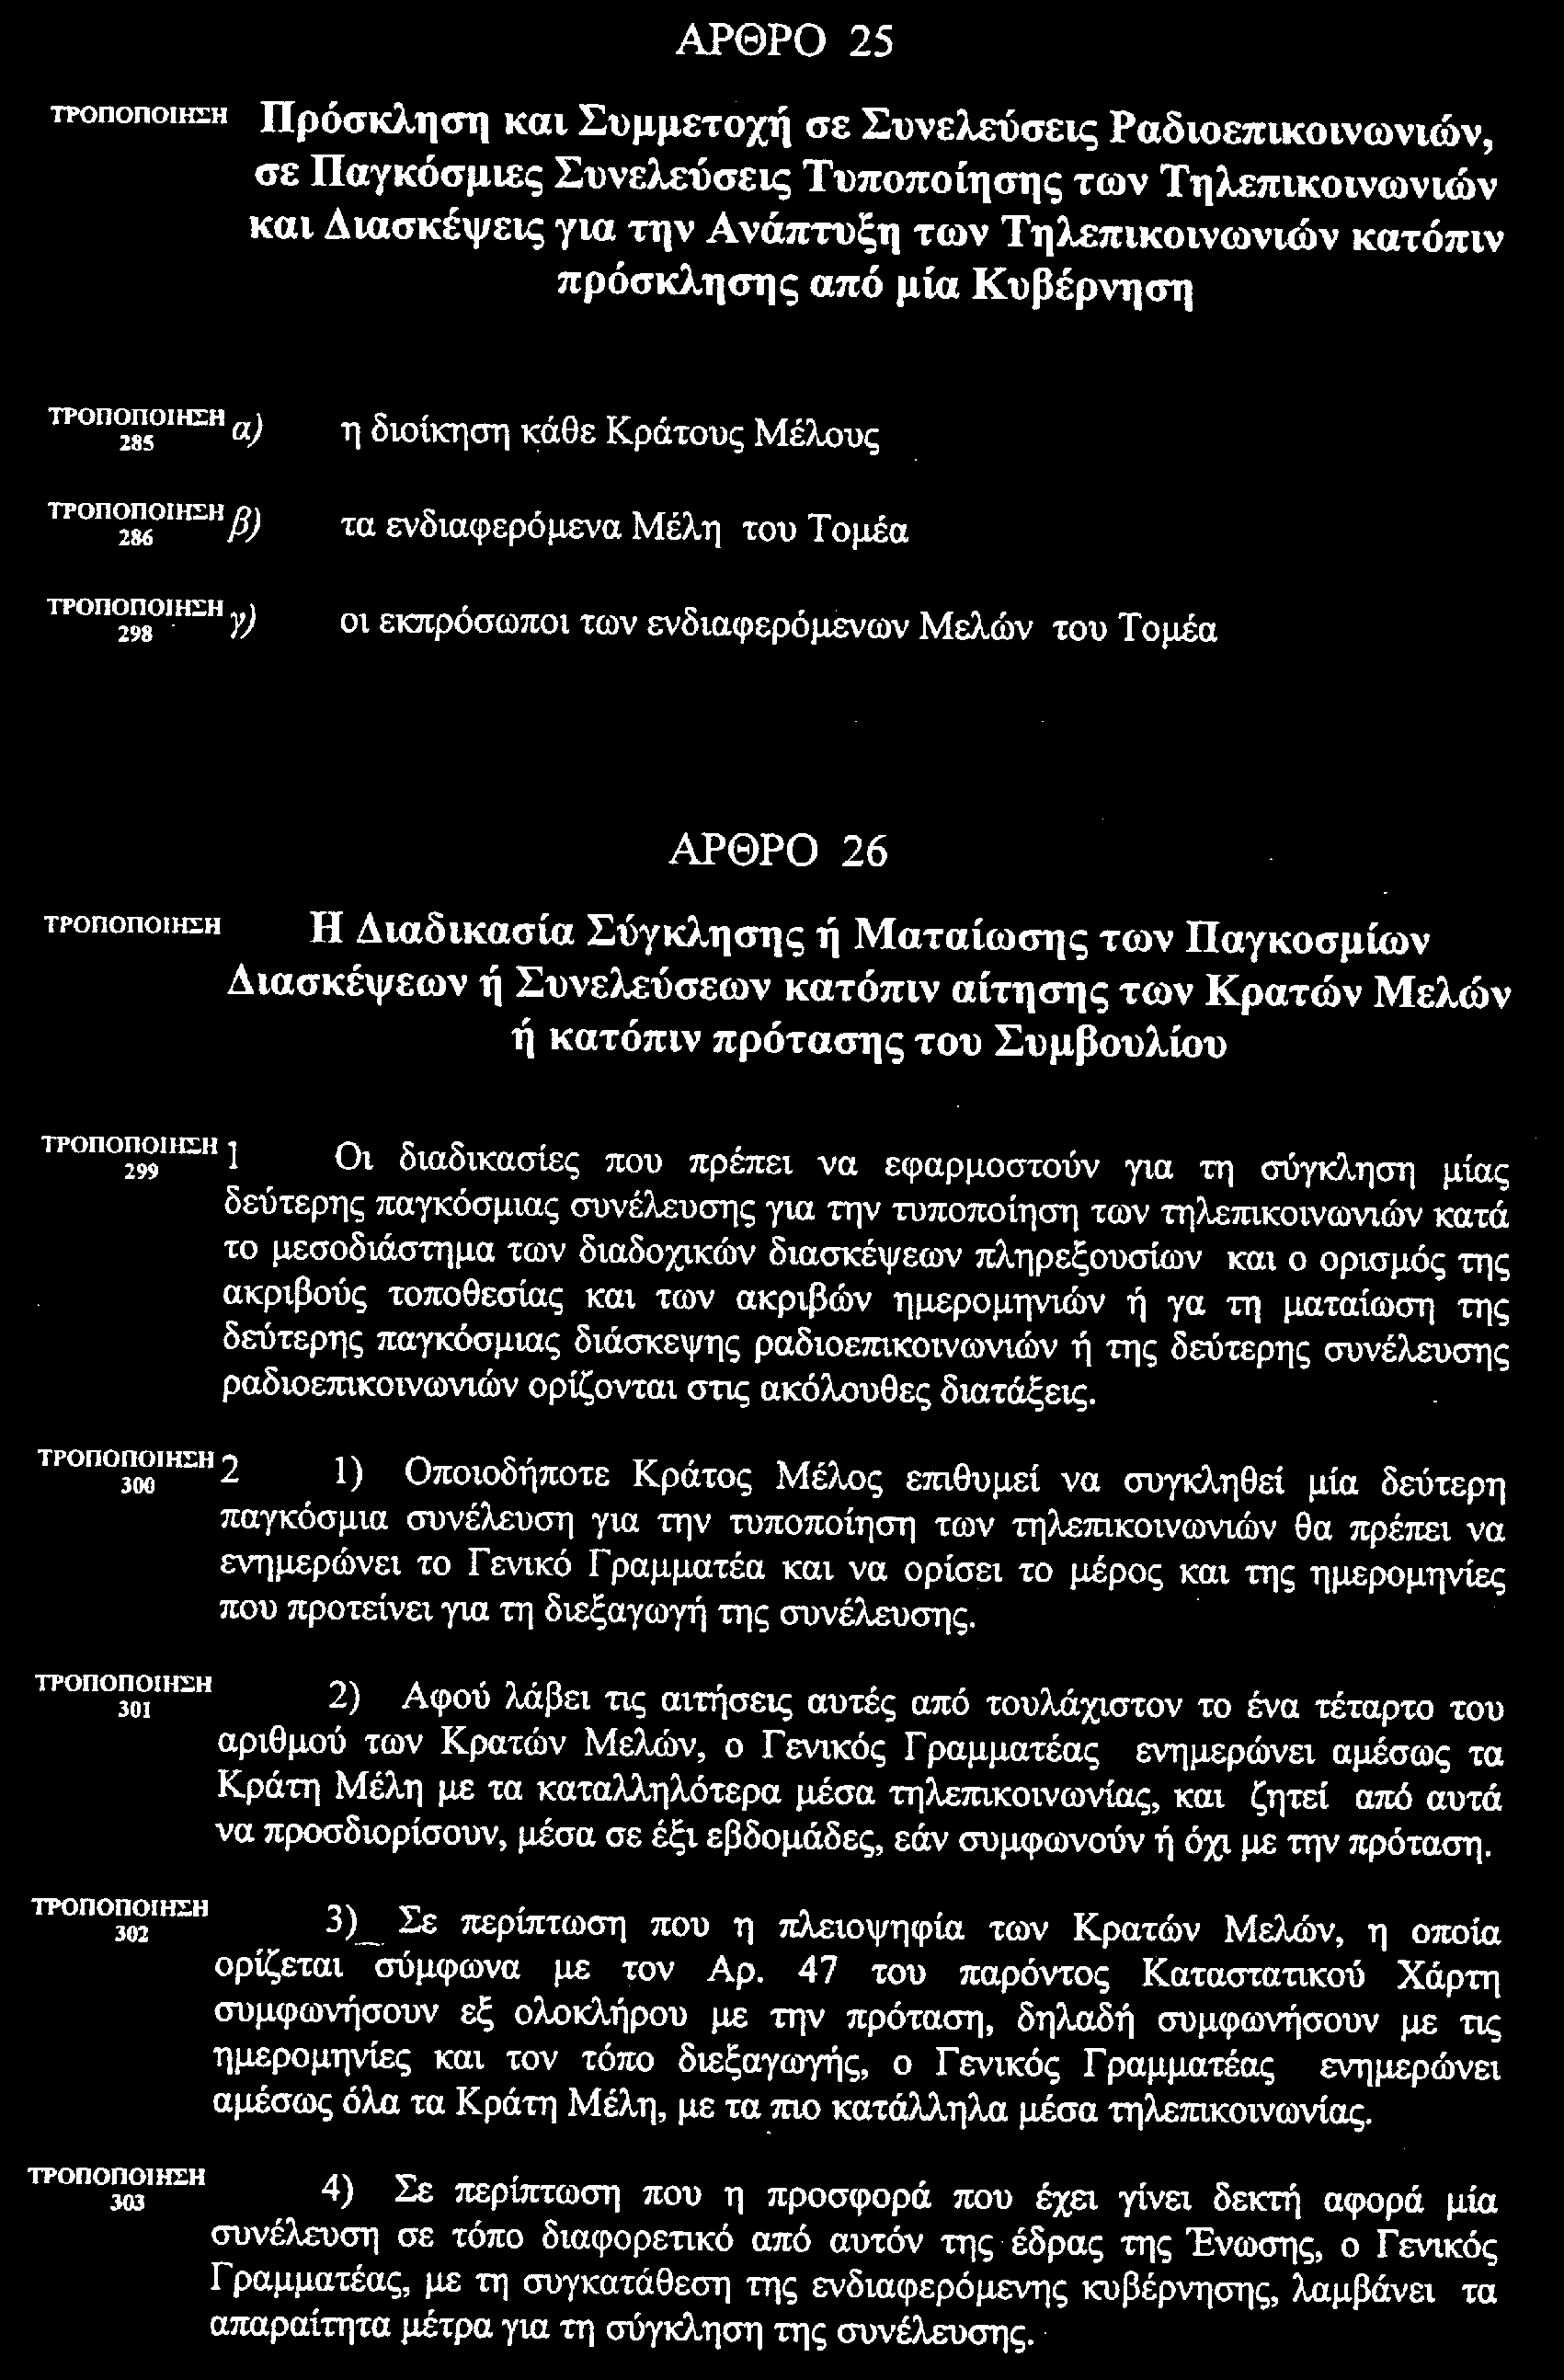 ΑΡΘΡΟ 25
ΤΡΟΠΟΠΟΙΗΣΗ Πρόσκληση και Συμμετοχή σε Συνελεύσεις Ραδιοεπικοινωνιών,
σε Παγκόσμιες Συνελεύσεις Τυποποίησης των Τηλεπικοινωνιών
και Διασκέψεις για την Ανάπτυξη των Τηλεπικοινωνιών κατόπιν
πρόσκλησης από μία Κυβέρνηση
ΤΡΟΠΟΠΟΙΗΣΗ α) η διοίκηση κάθε Κράτους Μέλους
285
ΤΡΟΠΟΠΟΙΗΣΗ β) τα ενδιαφερόμενα Μέλη του Τομέα
286
ΤΡΟΠΟΠΟΙΗΣΗ γ) οι εκπρόσωποι των ενδιαφερόμενων Μελών του Τομέα
298
ΑΡΘΡΟ 26
ΤΡΟΠΟΠΟΙΗΣΗ Η Διαδικασία Σύγκλησης ή Ματαίωσης των Παγκοσμίων
Διασκέψεων ή Συνελεύσεων κατόπιν αίτησης των Κρατών Μελών
ή κατόπιν πρότασης του Συμβουλίου
ΤΡΟΠΟΠΟΙΗΣΗ 1 Οι διαδικασίες που πρέπει να εφαρμοστούν για τη σύγκληση μίας
299
δεύτερης παγκόσμιας συνέλευσης για την τυποποίηση των τηλεπικοινωνιών κατά
το μεσοδιάστημα των διαδοχικών διασκέψεων πληρεξουσίων και ο ορισμός της
ακριβούς τοποθεσίας και των ακριβών ημερομηνιών ή γα τη ματαίωση της
δεύτερης παγκόσμιας διάσκεψης ραδιοεπικοινωνιών ή της δεύτερης συνέλευσης
ραδιοεπικοινωνιών ορίζονται στις ακόλουθες διατάξεις.
ΤΡΟΠΟΠΟΙΗΣΗ 2 1) Οποιοδήποτε Κράτος Μέλος επιθυμεί να συγκληθεί μία δεύτερη
300
παγκόσμια συνέλευση για την τυποποίηση των τηλεπικοινωνιών θα πρέπει να
ενημερώνει το Γενικό Γραμματέα και να ορίσει το μέρος και της ημερομηνίες
που προτείνει για τη διεξαγωγή της συνέλευσης.
ΤΡΟΠΟΠΟΙΗΣΗ 2) Αφού λάβει τις αιτήσεις αυτές από τουλάχιστον το ένα τέταρτο του
301
αριθμού των Κρατών Μελών, ο Γενικός Γραμματέας ενημερώνει αμέσως τα
Κράτη Μέλη με τα καταλληλότερα μέσα τηλεπικοινωνίας, και ζητεί από αυτά
να προσδιορίσουν, μέσα σε έξι εβδομάδες, εάν συμφωνούν ή όχι με την πρόταση.
ΤΡΟΠΟΠΟΙΗΣΗ 3) Σε περίπτωση που η πλειοψηφία των Κρατών Μελών, η οποία
302
ορίζεται σύμφωνα με τον Αρ. 47 του παρόντος Καταστατικού Χάρτη
συμφωνήσουν εξ ολοκλήρου με την πρόταση, δηλαδή συμφωνήσουν με τις
ημερομηνίες και τον τόπο διεξαγωγής, ο Γενικός Γραμματέας ενημερώνει
αμέσως όλα τα Κράτη Μέλη, με τα πιο κατάλληλα μέσα τηλεπικοινωνίας.
ΤΡΟΠΟΠΟΙΗΣΗ 4) Σε περίπτωση που η προσφορά που έχει γίνει δεκτή αφορά μία
303
συνέλευση σε τόπο διαφορετικό από αυτόν της έδρας της Ένωσης, ο Γενικός
Γραμματέας, με τη συγκατάθεση της ενδιαφερόμενης κυβέρνησης, λαμβάνει τα
απαραίτητα μέτρα για τη σύγκληση της συνέλευσης.